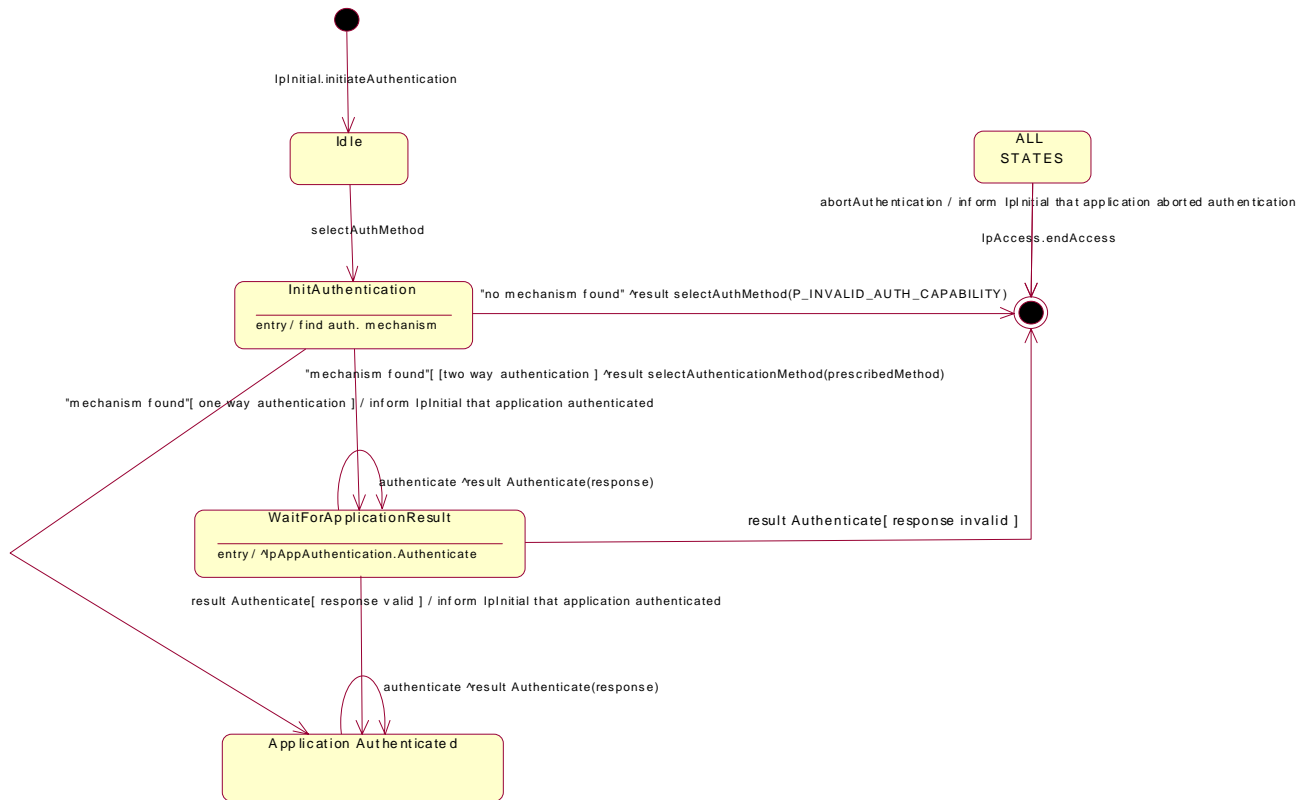 IpInitial.initiateAuthentication
Idle
ALL
STATES
abortAuthentication / inform IpInitial that application aborted authentication
selectAuthMethod
IpAccess.endAccess
InitAuthentication
"no mechanism found" ^result selectAuthMethod(P_INVALID_AUTH_CAPABILITY)
entry/ find auth. mechanism
"mechanism found"[ [two way authentication ] ^result selectAuthenticationMethod(prescribedMethod)
"mechanism found"[ one way authentication ] / inform IpInitial that application authenticated
authenticate ^result Authenticate(response)
WaitForApplicationResult
result Authenticate[ response invalid ]
entry/ ^IpAppAuthentication.Authenticate
result Authenticate[ response valid ] / inform IpInitial that application authenticated
authenticate ^result Authenticate(response)
Application Authenticated